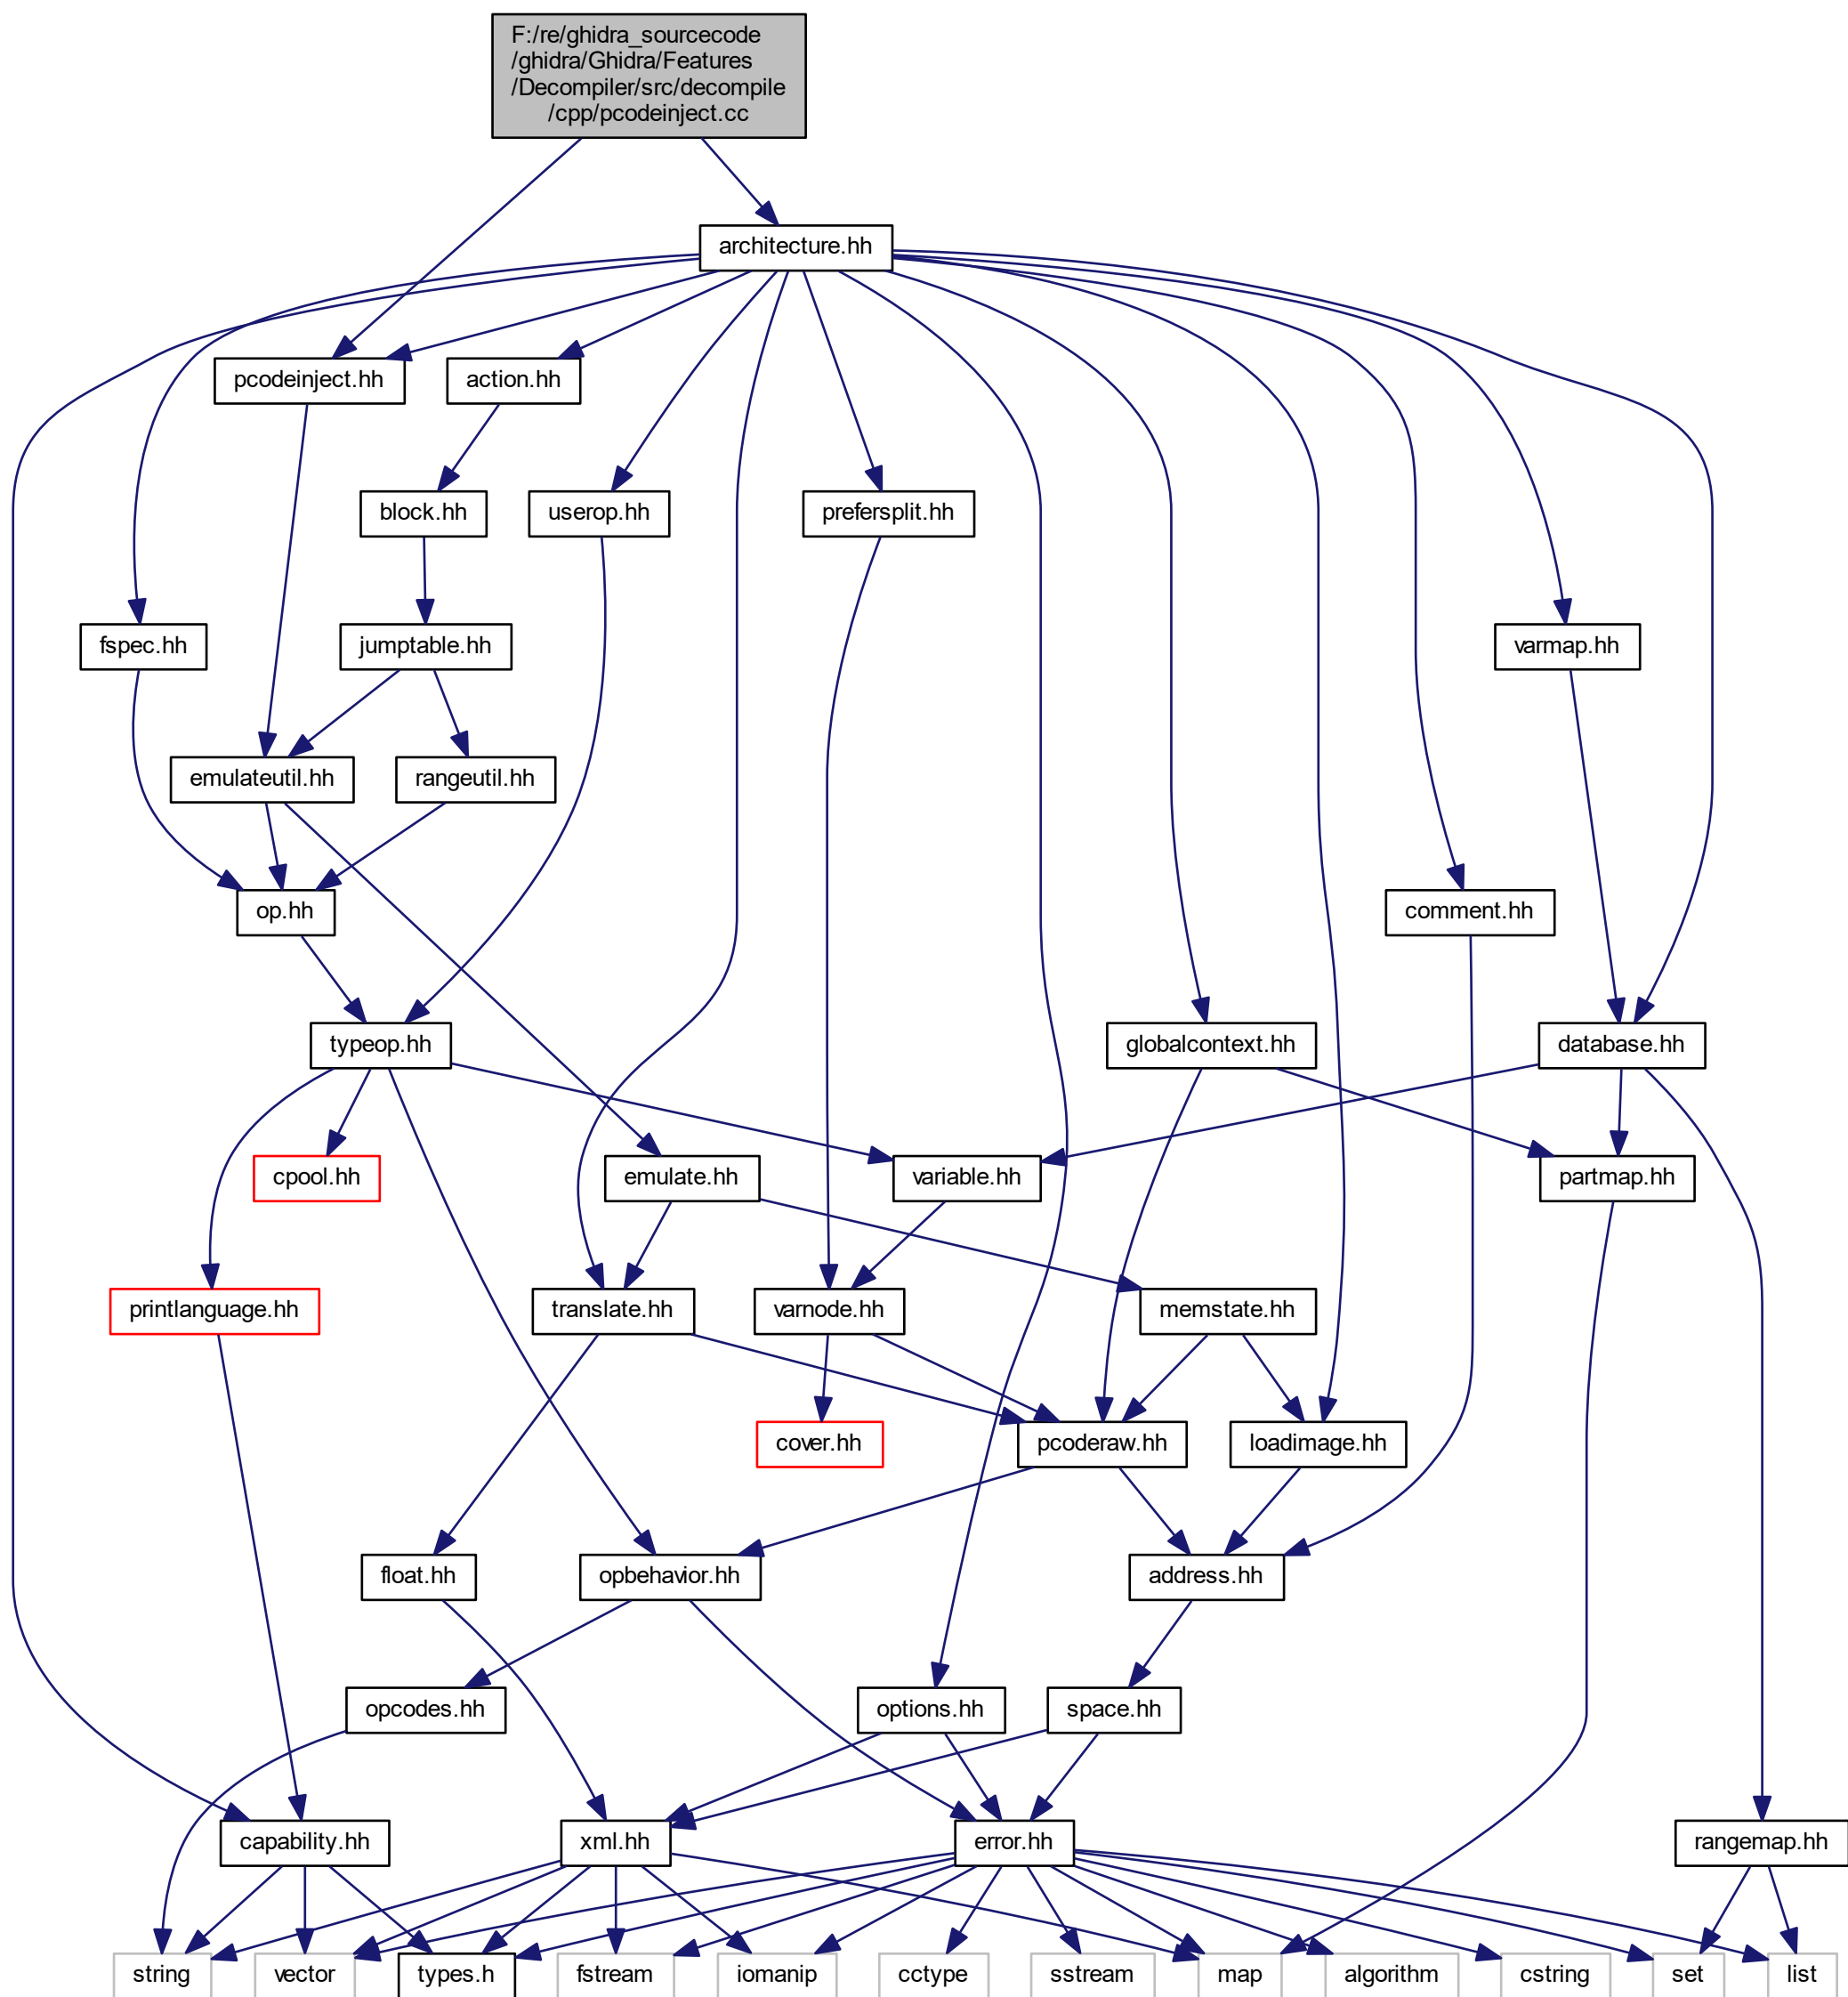 F:/re/ghidra_sourcecode
/ghidra/Ghidra/Features
/Decompiler/src/decompile
/cpp/pcodeinject.cc
architecture.hh
pcodeinject.hh
action.hh
block.hh
userop.hh
prefersplit.hh
fspec.hh
jumptable.hh
varmap.hh
emulateutil.hh
rangeutil.hh
op.hh
comment.hh
typeop.hh
globalcontext.hh
database.hh
cpool.hh
emulate.hh
variable.hh
partmap.hh
printlanguage.hh
translate.hh
varnode.hh
memstate.hh
cover.hh
pcoderaw.hh
loadimage.hh
float.hh
opbehavior.hh
address.hh
opcodes.hh
options.hh
space.hh
capability.hh
xml.hh
error.hh
rangemap.hh
string
vector
types.h
fstream
iomanip
cctype
sstream
map
algorithm
cstring
set
list